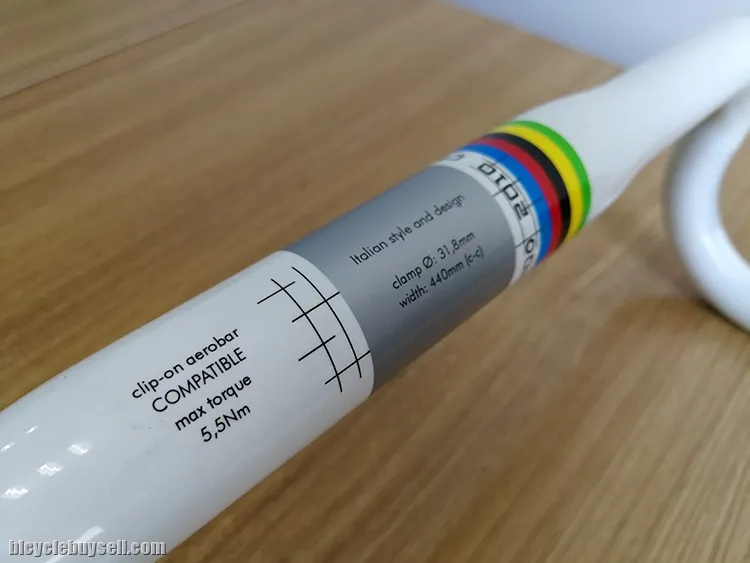 clip-on aerobar
COMPATIBLE
max torque
5,5Nm
Italian style and design
clamp Ø: 31,8mm
width: 440mm (c-c)
2010
bicyclebuysell.com